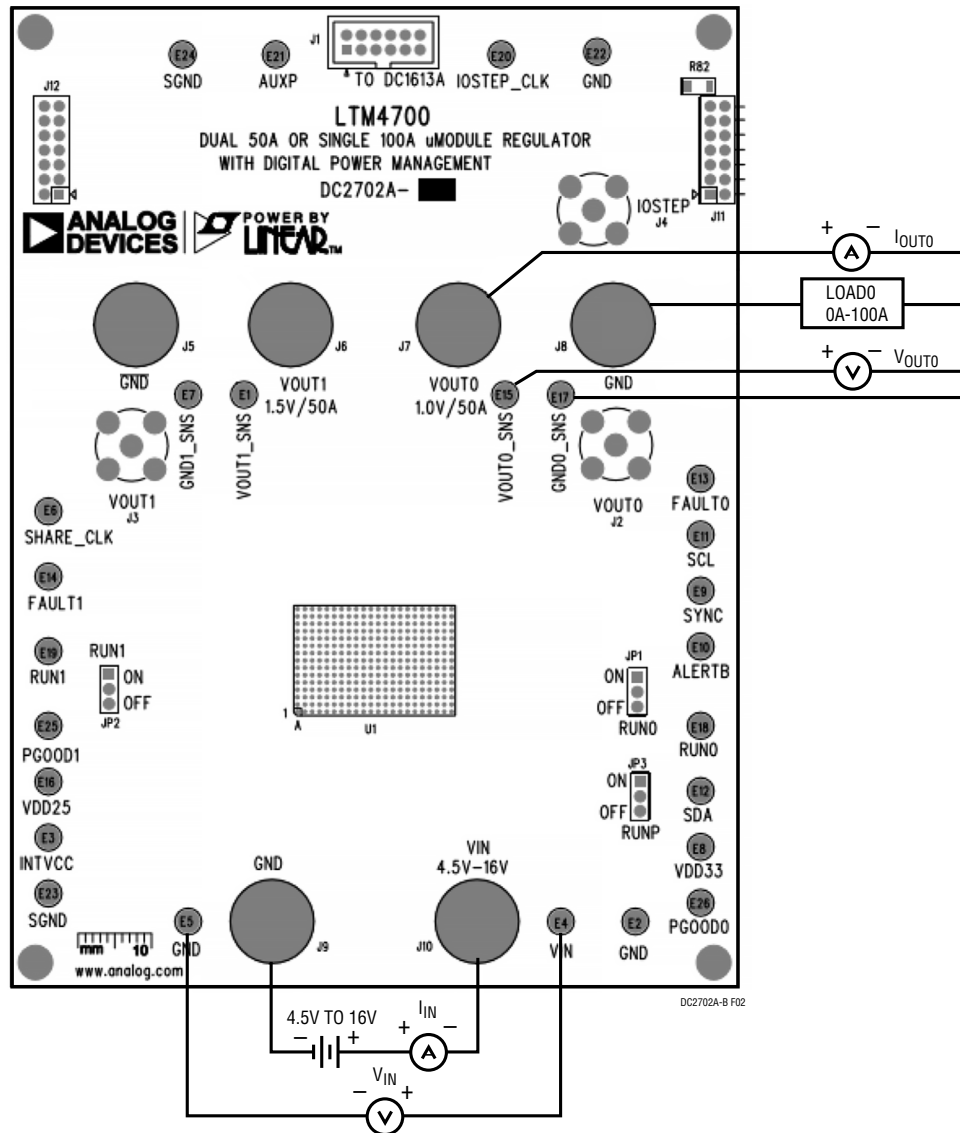 J1
E24
SGND
E21
AUXP
TO DC1613A
E20
IOSTEP_CLK
E22
GND
R82
J12
J11
LTM4700
DUAL 50A OR SINGLE 100A uMODULE REGULATOR
WITH DIGITAL POWER MANAGEMENT
DC2702A-
ANALOG DEVICES
POWER BY LINEAR™
IOSTEP
J4
+ A − IOUT0
LOAD0
0A-100A
+ V − VOUT0
J5
GND
J6
VOUT1
1.5V/50A
J7
VOUT0
1.0V/50A
J8
GND
E7
GND1_SNS
E1
VOUT1_SNS
E15
VOUT0_SNS
E17
GND0_SNS
VOUT1
J3
VOUT0
J2
E6
SHARE_CLK
E14
FAULT1
E19
RUN1
RUN1
ON
OFF
JP2
E25
PGOOD1
E16
VDD25
E3
INTVCC
E23
SGND
1
A
U1
E13
FAULT0
E11
SCL
E9
SYNC
E10
ALERTB
JP1
ON
OFF
RUN0
E18
RUN0
JP3
ON
OFF
RUNP
E12
SDA
E8
VDD33
E26
PGOOD0
GND
J9
VIN
4.5V-16V
J10
E5
GND
E4
VIN
E2
GND
mm 10
www.analog.com
DC2702A-B F02
4.5V TO 16V
− +
IIN
+ A −
VIN
− V +